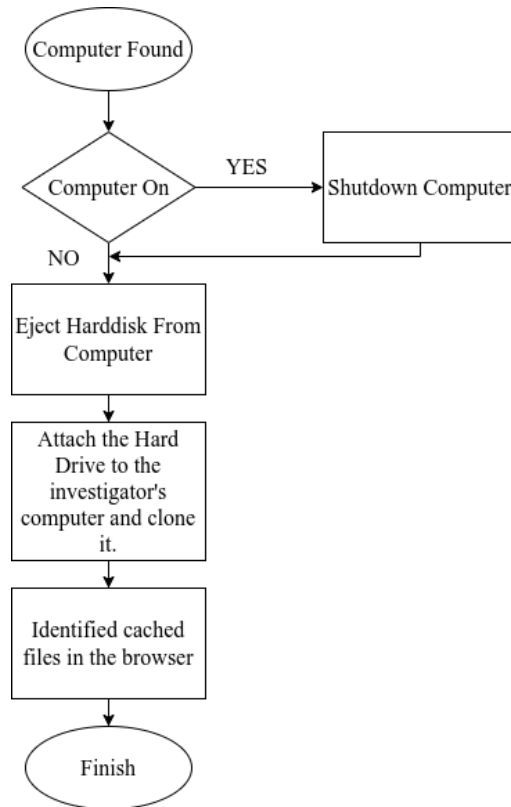 Computer Found
Computer On
YES
Shutdown Computer
NO
Eject Harddisk From
Computer
Attach the Hard
Drive to the
investigator's
computer and clone
it.
Identified cached
files in the browser
Finish